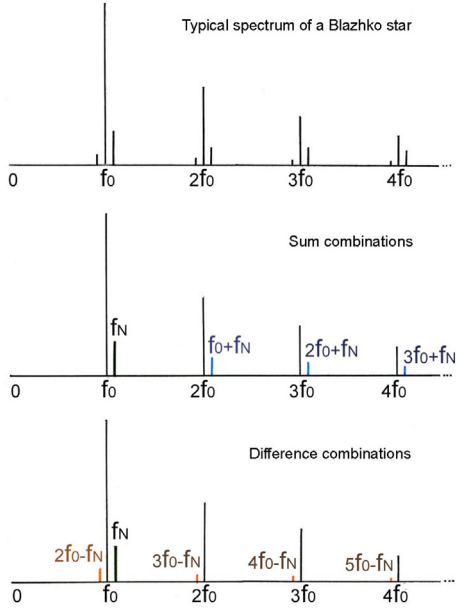 Typical spectrum of a Blazhko star
0 f0 2f0 3f0 4f0 ...
Sum combinations
fN f0+fN 2f0+fN 3f0+fN
0 f0 2f0 3f0 4f0 ...
Difference combinations
2f0-fN fN 3f0-fN 4f0-fN 5f0-fN
0 f0 2f0 3f0 4f0 ...